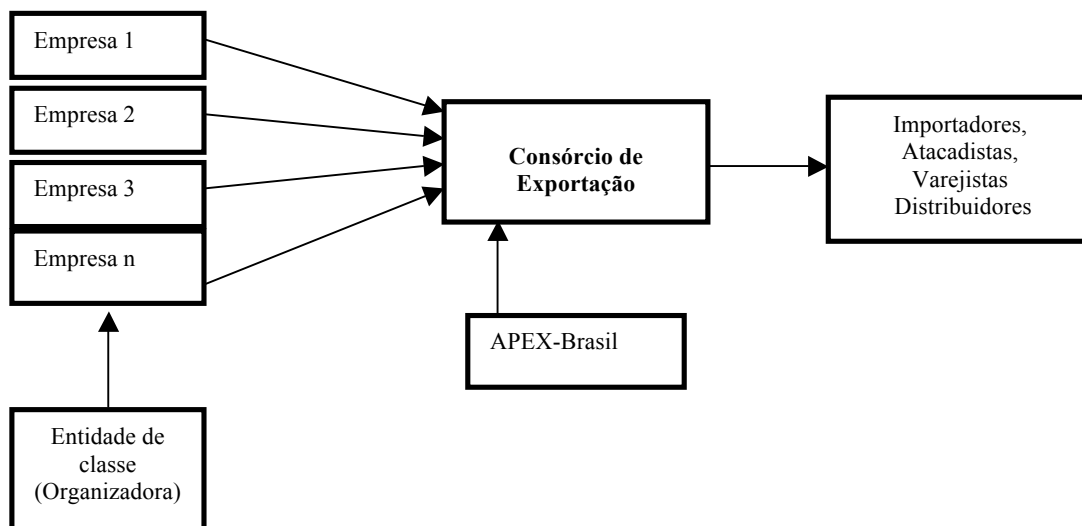 Empresa 1
Empresa 2
Empresa 3
Empresa n
Entidade de
classe
(Organizadora)
Consórcio de
Exportação
APEX-Brasil
Importadores,
Atacadistas,
Varejistas
Distribuidores